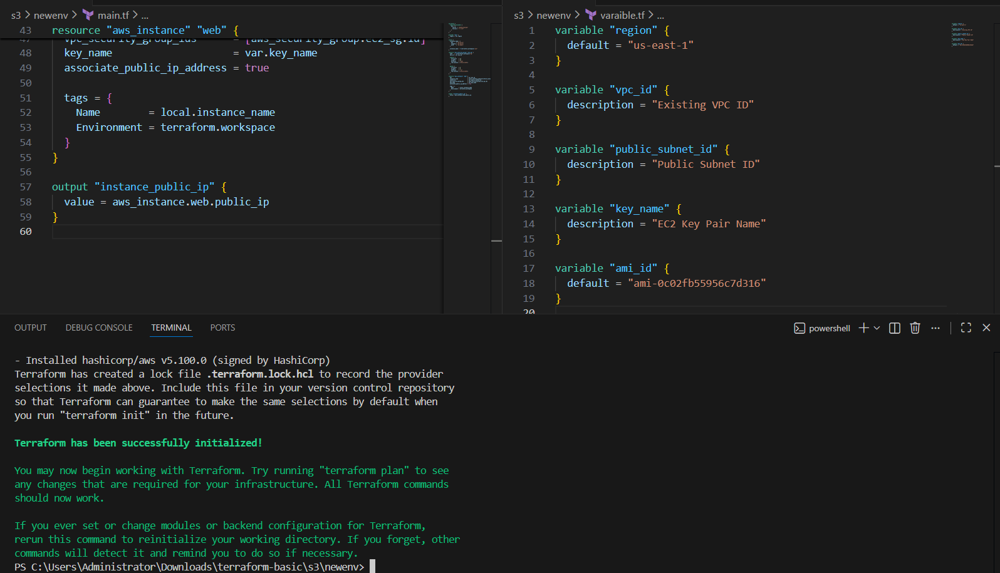 s3 > newenv > main.tf > ...
43 resource "aws_instance" "web" {
47 vpc_security_group_ids = [aws_security_group.ec2_sg.id]
48 key_name = var.key_name
49 associate_public_ip_address = true
50
51 tags = {
52 Name = local.instance_name
53 Environment = terraform.workspace
54 }
55 }
56
57 output "instance_public_ip" {
58 value = aws_instance.web.public_ip
59 }
60
s3 > newenv > varaible.tf > ...
1 variable "region" {
2 default = "us-east-1"
3 }
4
5 variable "vpc_id" {
6 description = "Existing VPC ID"
7 }
8
9 variable "public_subnet_id" {
10 description = "Public Subnet ID"
11 }
12
13 variable "key_name" {
14 description = "EC2 Key Pair Name"
15 }
16
17 variable "ami_id" {
18 default = "ami-0c02fb55956c7d316"
19 }
20
OUTPUT DEBUG CONSOLE TERMINAL PORTS powershell
- Installed hashicorp/aws v5.100.0 (signed by HashiCorp)
Terraform has created a lock file .terraform.lock.hcl to record the provider
selections it made above. Include this file in your version control repository
so that Terraform can guarantee to make the same selections by default when
you run "terraform init" in the future.
Terraform has been successfully initialized!
You may now begin working with Terraform. Try running "terraform plan" to see
any changes that are required for your infrastructure. All Terraform commands
should now work.
If you ever set or change modules or backend configuration for Terraform,
rerun this command to reinitialize your working directory. If you forget, other
commands will detect it and remind you to do so if necessary.
PS C:\Users\Administrator\Downloads\terraform-basic\s3\newenv>